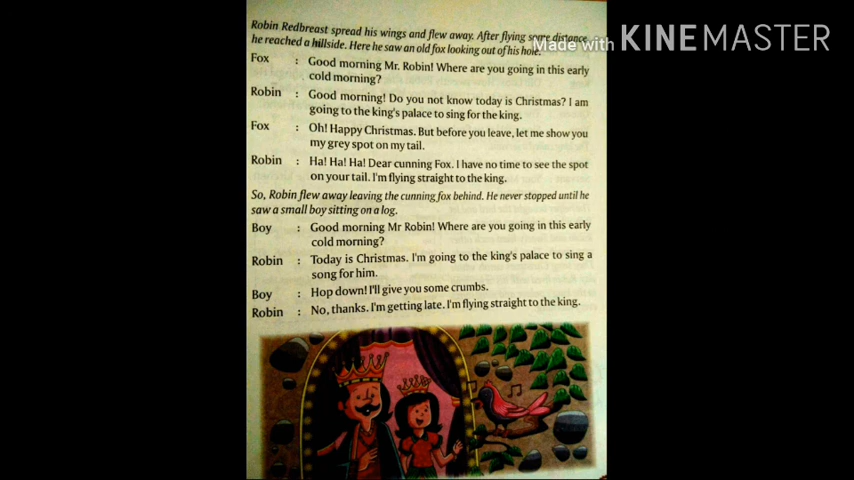 Robin Redbreast spread his wings and flew away. After flying some distance
he reached a hillside. Here he saw an old fox looking out of his hole.
Made with KINEMASTER
Fox : Good morning Mr. Robin! Where are you going in this early
cold morning?
Robin : Good morning! Do you not know today is Christmas? I am
going to the king's palace to sing for the king.
Fox : Oh! Happy Christmas. But before you leave, let me show you
my grey spot on my tail.
Robin : Ha! Ha! Ha! Dear cunning Fox. I have no time to see the spot
on your tail. I'm flying straight to the king.
So, Robin flew away leaving the cunning fox behind. He never stopped until he
saw a small boy sitting on a log.
Boy : Good morning Mr Robin! Where are you going in this early
cold morning?
Robin : Today is Christmas. I'm going to the king's palace to sing a
song for him.
Boy : Hop down! I'll give you some crumbs.
Robin : No, thanks. I'm getting late. I'm flying straight to the king.